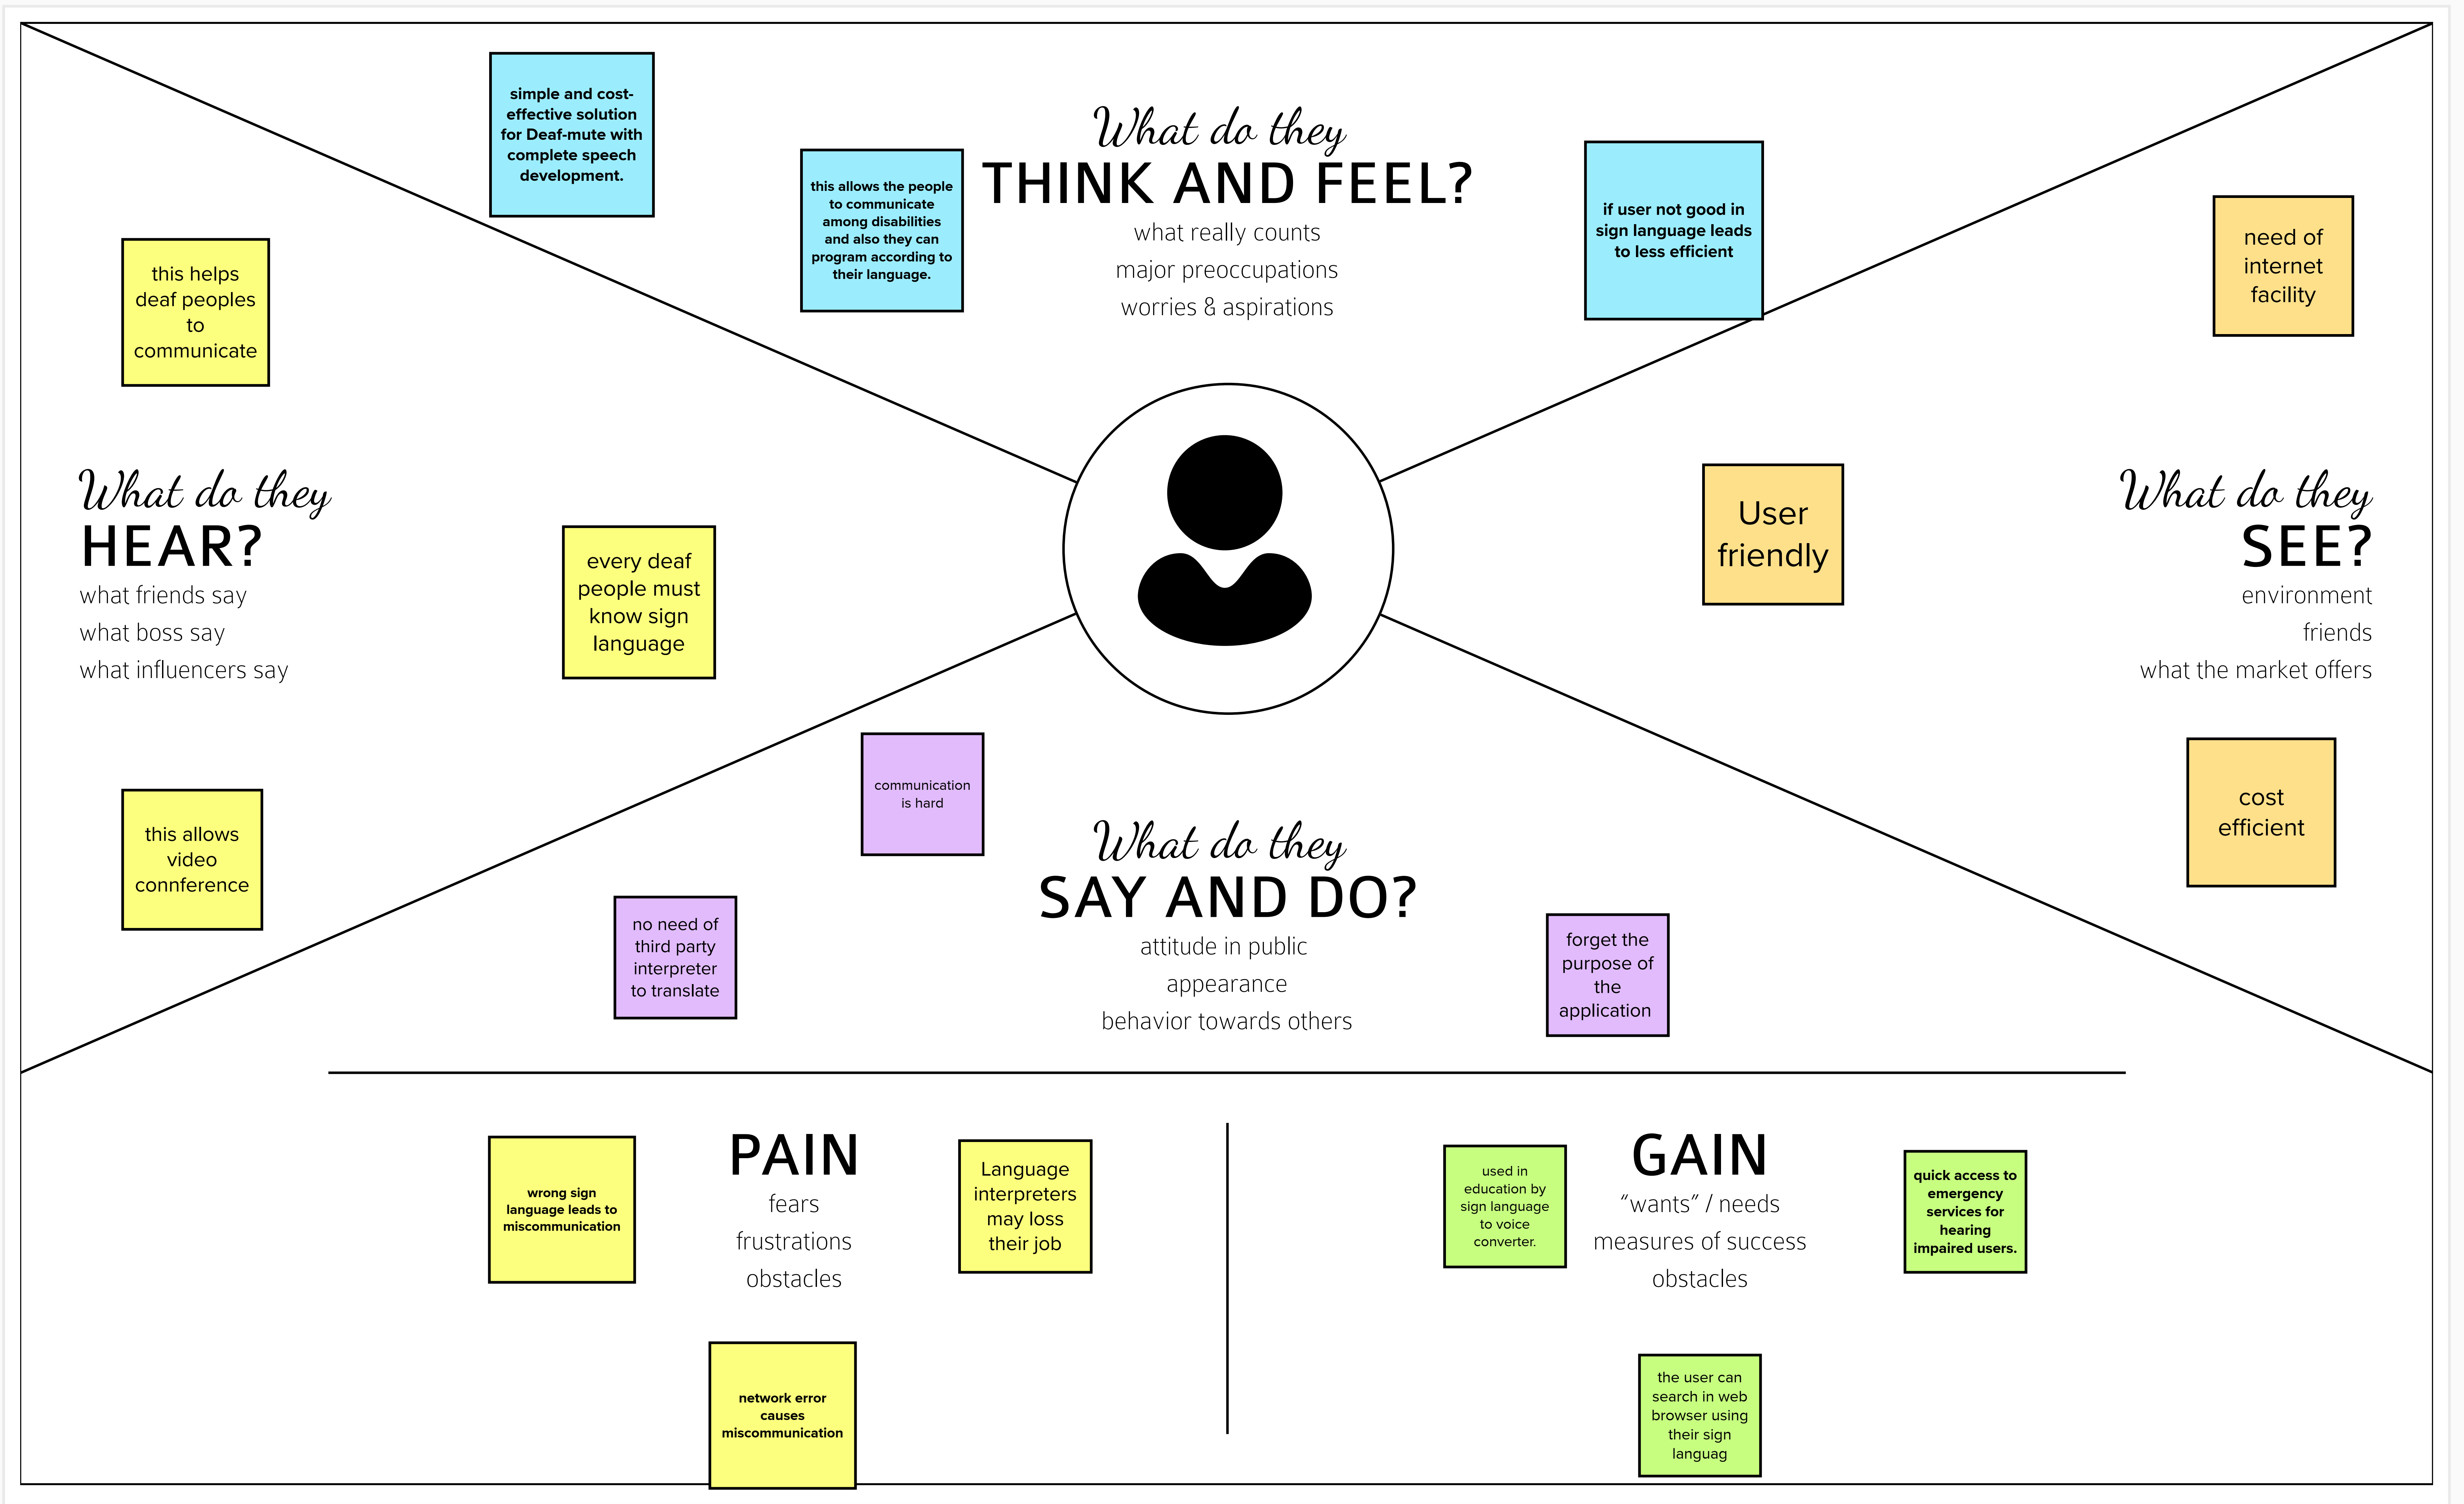 simple and cost-
effective solution
for Deaf-mute with
complete speech
development.
this allows the people
to communicate
among disabilities
and also they can
program according to
their language.
What do they
THINK AND FEEL?
what really counts
major preoccupations
worries & aspirations
if user not good in
sign language leads
to less efficient
this helps
deaf peoples
to
communicate
What do they
HEAR?
what friends say
what boss say
what influencers say
every deaf
people must
know sign
language
this allows
video
connference
need of
internet
facility
User
friendly
What do they
SEE?
environment
friends
what the market offers
cost
efficient
communication
is hard
no need of
third party
interpreter
to translate
What do they
SAY AND DO?
attitude in public
appearance
behavior towards others
forget the
purpose of
the
application
wrong sign
language leads to
miscommunication
PAIN
fears
frustrations
obstacles
Language
interpreters
may loss
their job
network error
causes
miscommunication
used in
education by
sign language
to voice
converter.
GAIN
“wants” / needs
measures of success
obstacles
quick access to
emergency
services for
hearing
impaired users.
the user can
search in web
browser using
their sign
languag